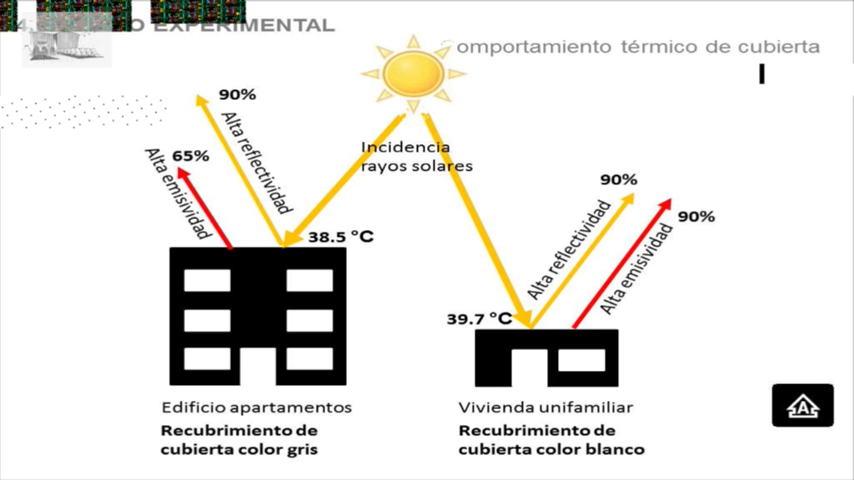 O EXPERIMENTAL
omportamiento térmico de cubierta
90%
Alta reflectividad
65%
Alta emisividad
Incidencia
rayos solares
38.5 °C
90%
Alta reflectividad
90%
Alta emisividad
39.7 °C
Edificio apartamentos
Recubrimiento de
cubierta color gris
Vivienda unifamiliar
Recubrimiento de
cubierta color blanco
A